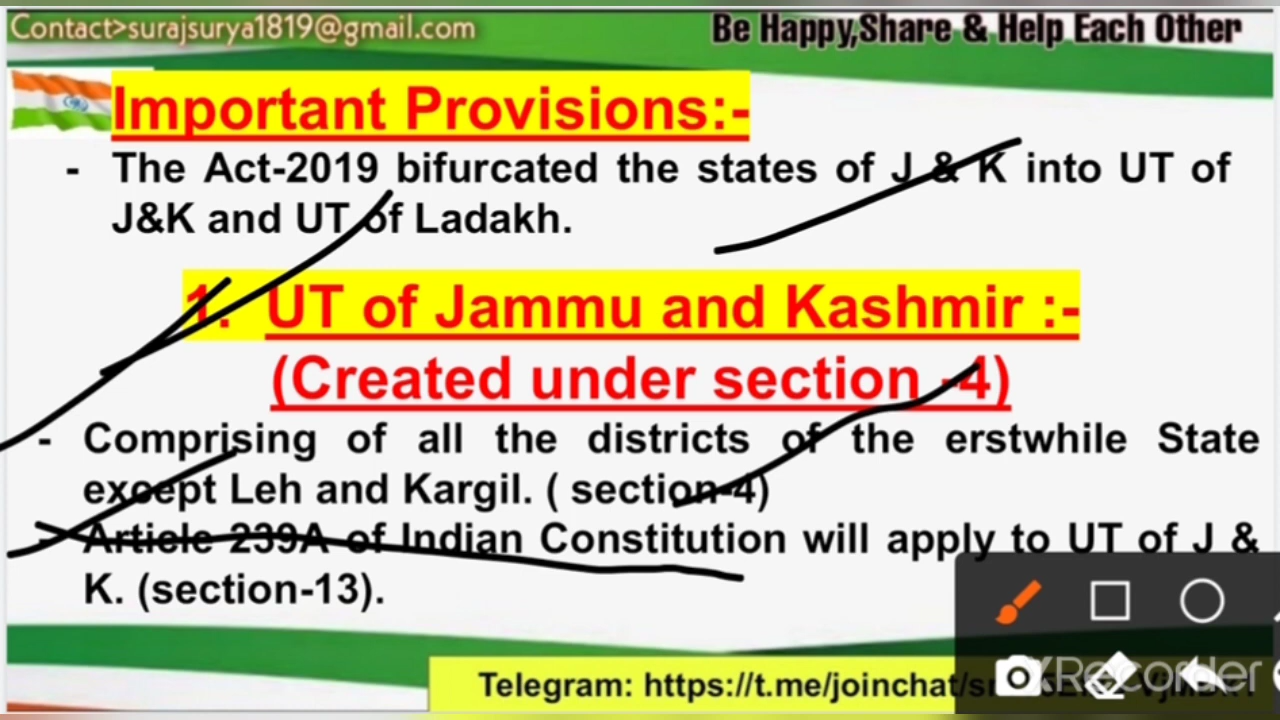 Contact>surajsurya1819@gmail.com
Be Happy,Share & Help Each Other
Important Provisions:-
- The Act-2019 bifurcated the states of J & K into UT of
J&K and UT of Ladakh.
1. UT of Jammu and Kashmir :-
(Created under section -4)
- Comprising of all the districts of the erstwhile State
except Leh and Kargil. ( section-4)
- Article 239A of Indian Constitution will apply to UT of J &
K. (section-13).
Telegram: https://t.me/joinchat/
XRecorder